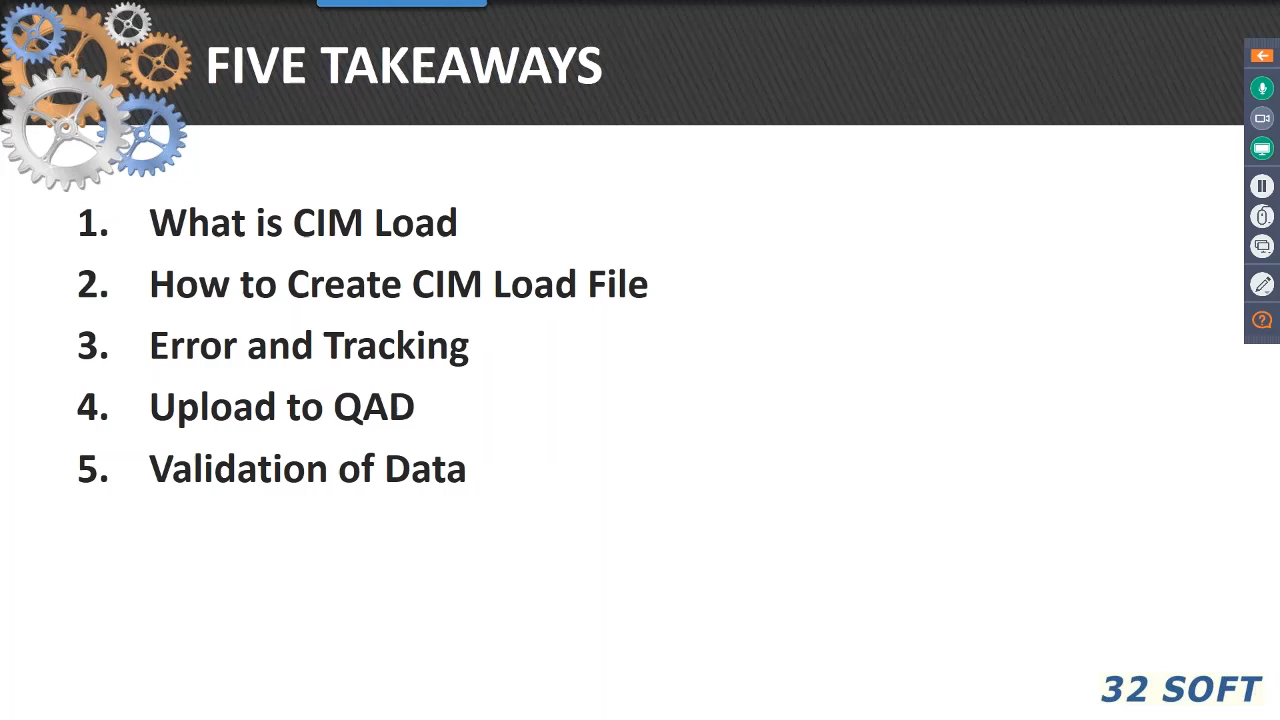 FIVE TAKEAWAYS
1. What is CIM Load
2. How to Create CIM Load File
3. Error and Tracking
4. Upload to QAD
5. Validation of Data
32 SOFT